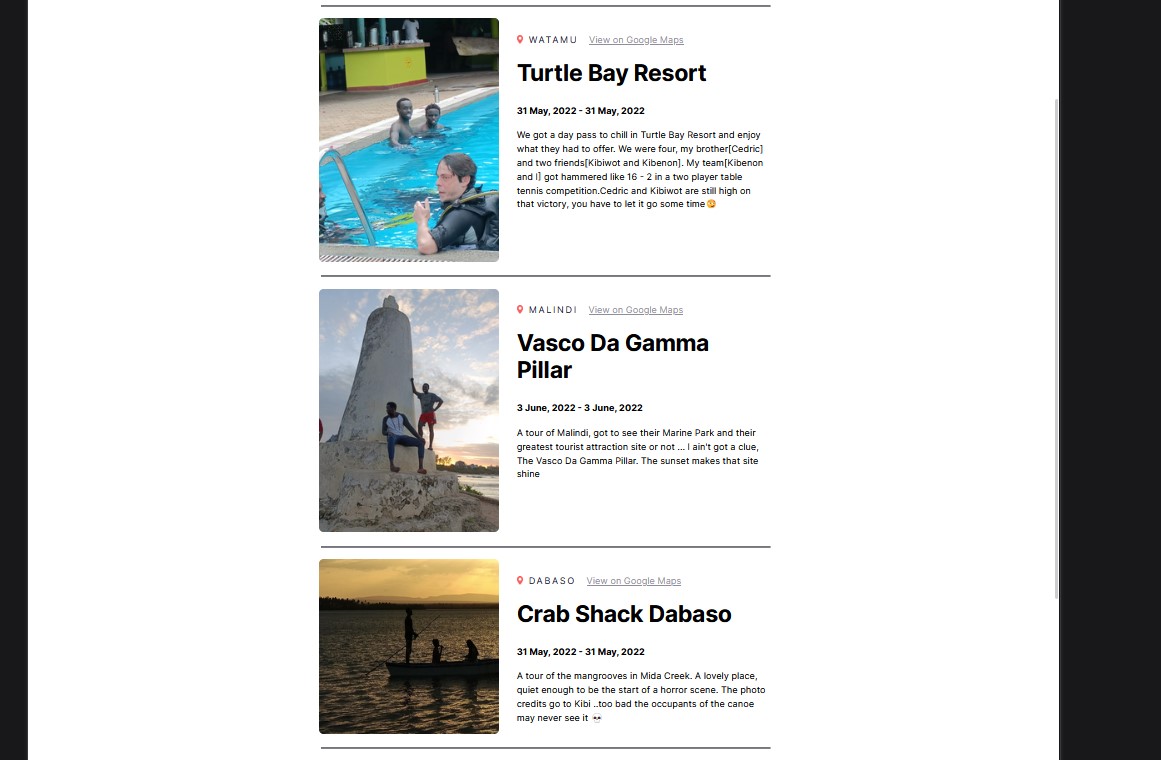 WATAMU View on Google Maps
Turtle Bay Resort
31 May, 2022 - 31 May, 2022
We got a day pass to chill in Turtle Bay Resort and enjoy
what they had to offer. We were four, my brother[Cedric]
and two friends[Kibiwot and Kibenon]. My team[Kibenon
and I] got hammered like 16 - 2 in a two player table
tennis competition.Cedric and Kibiwot are still high on
that victory, you have to let it go some time😏
MALINDI View on Google Maps
Vasco Da Gamma
Pillar
3 June, 2022 - 3 June, 2022
A tour of Malindi, got to see their Marine Park and their
greatest tourist attraction site or not ... I ain't got a clue,
The Vasco Da Gamma Pillar. The sunset makes that site
shine
DABASO View on Google Maps
Crab Shack Dabaso
31 May, 2022 - 31 May, 2022
A tour of the mangrooves in Mida Creek. A lovely place,
quiet enough to be the start of a horror scene. The photo
credits go to Kibi ..too bad the occupants of the canoe
may never see it 💀